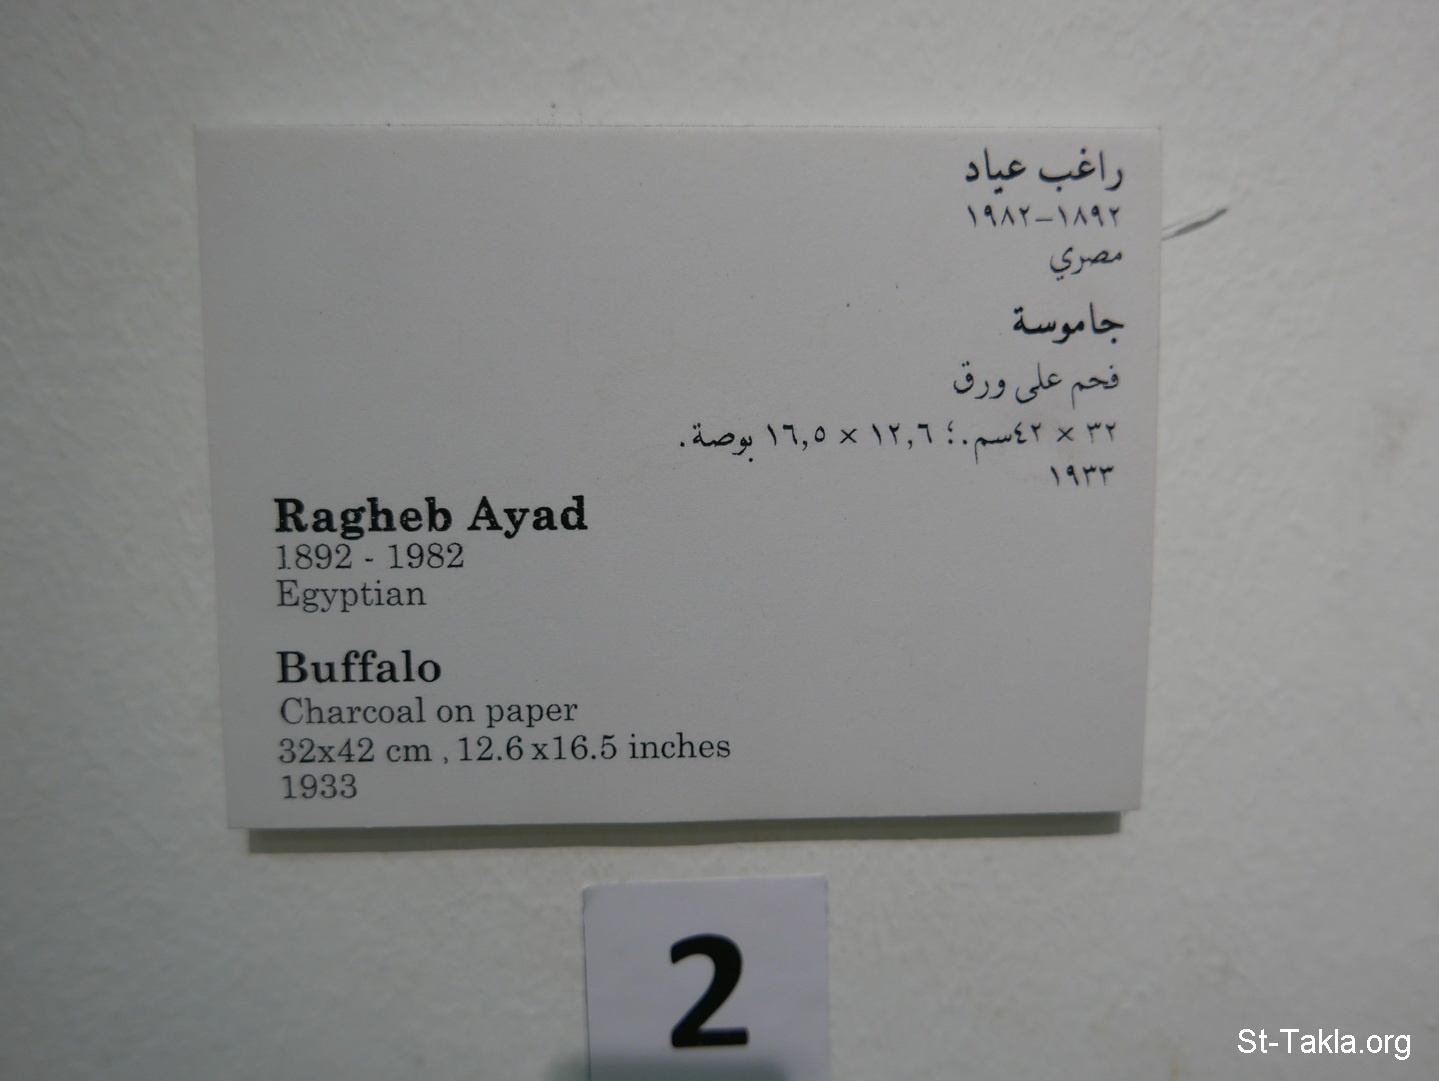 راغب عياد
١٨٩٢–١٩٨٢
مصري
جاموسة
فحم على ورق
٣٢ × ٤٢سم.؛ ١٢,٦ × ١٦,٥ بوصة.
١٩٣٣
Ragheb Ayad
1892 - 1982
Egyptian
Buffalo
Charcoal on paper
32x42 cm , 12.6 x16.5 inches
1933
2
St-Takla.org